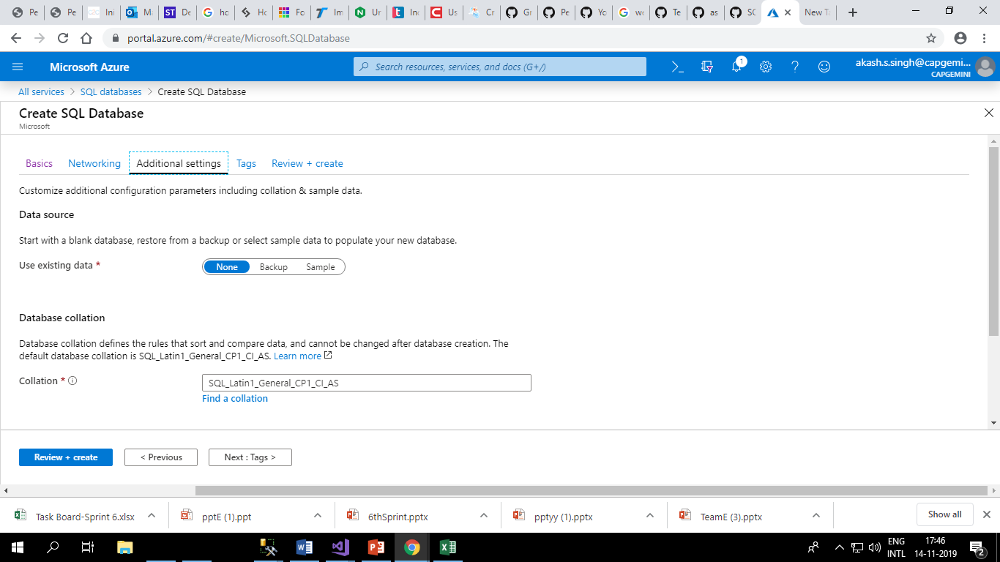 Pe
Pe
Ini
M
De
ho
Ho
Fo
Im
Ur
Inc
Us
Cr
Gr
Pe
Yo
we
Te
as
SC
New T
portal.azure.com/#create/Microsoft.SQLDatabase
Microsoft Azure
Search resources, services, and docs (G+/)
1
akash.s.singh@capgemi...
CAPGEMINI
All services > SQL databases > Create SQL Database
Create SQL Database
Microsoft
Basics Networking Additional settings Tags Review + create
Customize additional configuration parameters including collation & sample data.
Data source
Start with a blank database, restore from a backup or select sample data to populate your new database.
Use existing data * None Backup Sample
Database collation
Database collation defines the rules that sort and compare data, and cannot be changed after database creation. The
default database collation is SQL_Latin1_General_CP1_CI_AS. Learn more
Collation * SQL_Latin1_General_CP1_CI_AS
Find a collation
Review + create < Previous Next : Tags >
Task Board-Sprint 6.xlsx pptE (1).ppt 6thSprint.pptx pptyy (1).pptx TeamE (3).pptx Show all
ENG 17:46
INTL 14-11-2019 2